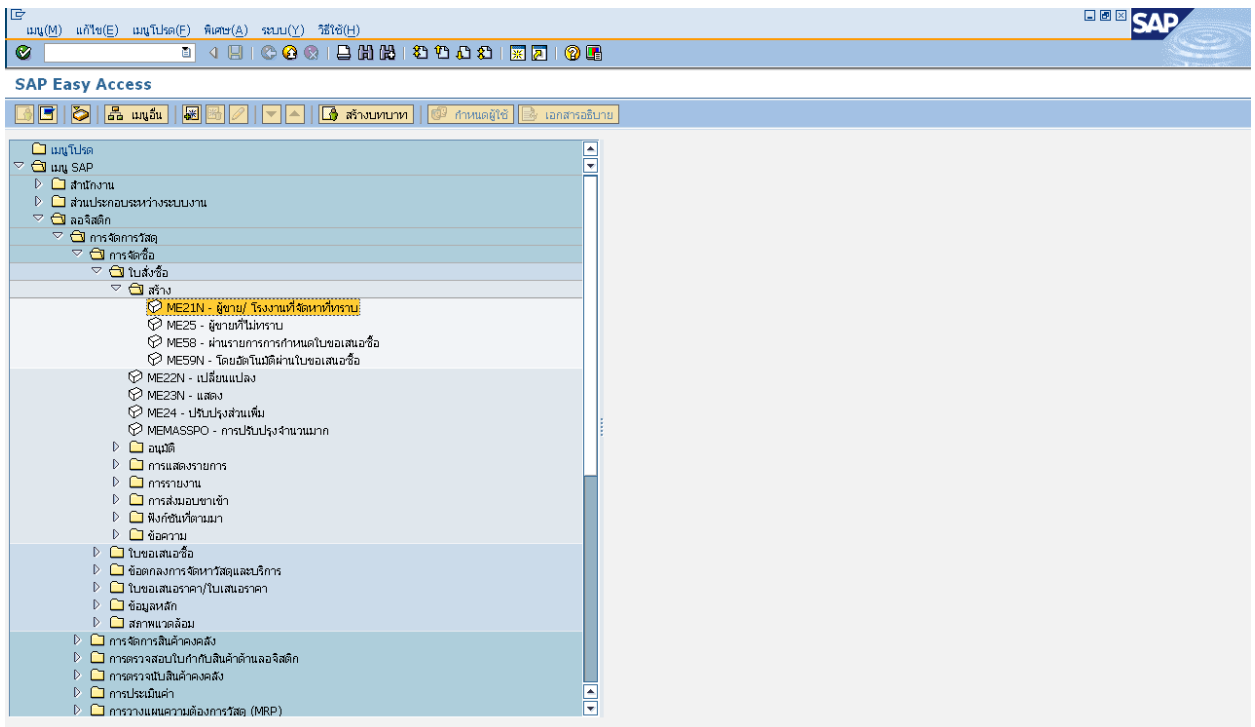 เมนู(M) แก้ไข(E) เมนูโปรด(F) พิเศษ(A) ระบบ(Y) วิธีใช้(H)
SAP
SAP Easy Access
เมนูอื่น สร้างบทบาท กำหนดผู้ใช้ เอกสารอธิบาย
เมนูโปรด
เมนู SAP
สำนักงาน
ส่วนประกอบระหว่างระบบงาน
ลอจิสติก
การจัดการวัสดุ
การจัดซื้อ
ใบสั่งซื้อ
สร้าง
ME21N - ผู้ขาย/ โรงงานที่จัดหาที่ทราบ
ME25 - ผู้ขายที่ไม่ทราบ
ME58 - ผ่านรายการการกำหนดใบขอเสนอซื้อ
ME59N - โดยอัตโนมัติผ่านใบขอเสนอซื้อ
ME22N - เปลี่ยนแปลง
ME23N - แสดง
ME24 - ปรับปรุงส่วนเพิ่ม
MEMASSPO - การปรับปรุงจำนวนมาก
อนุมัติ
การแสดงรายการ
การรายงาน
การส่งมอบขาเข้า
ฟังก์ชันที่ตามมา
ข้อความ
ใบขอเสนอซื้อ
ข้อตกลงการจัดหาวัสดุและบริการ
ใบขอเสนอราคา/ใบเสนอราคา
ข้อมูลหลัก
สภาพแวดล้อม
การจัดการสินค้าคงคลัง
การตรวจสอบใบกำกับสินค้าด้านลอจิสติก
การตรวจนับสินค้าคงคลัง
การประเมินค่า
การวางแผนความต้องการวัสดุ (MRP)